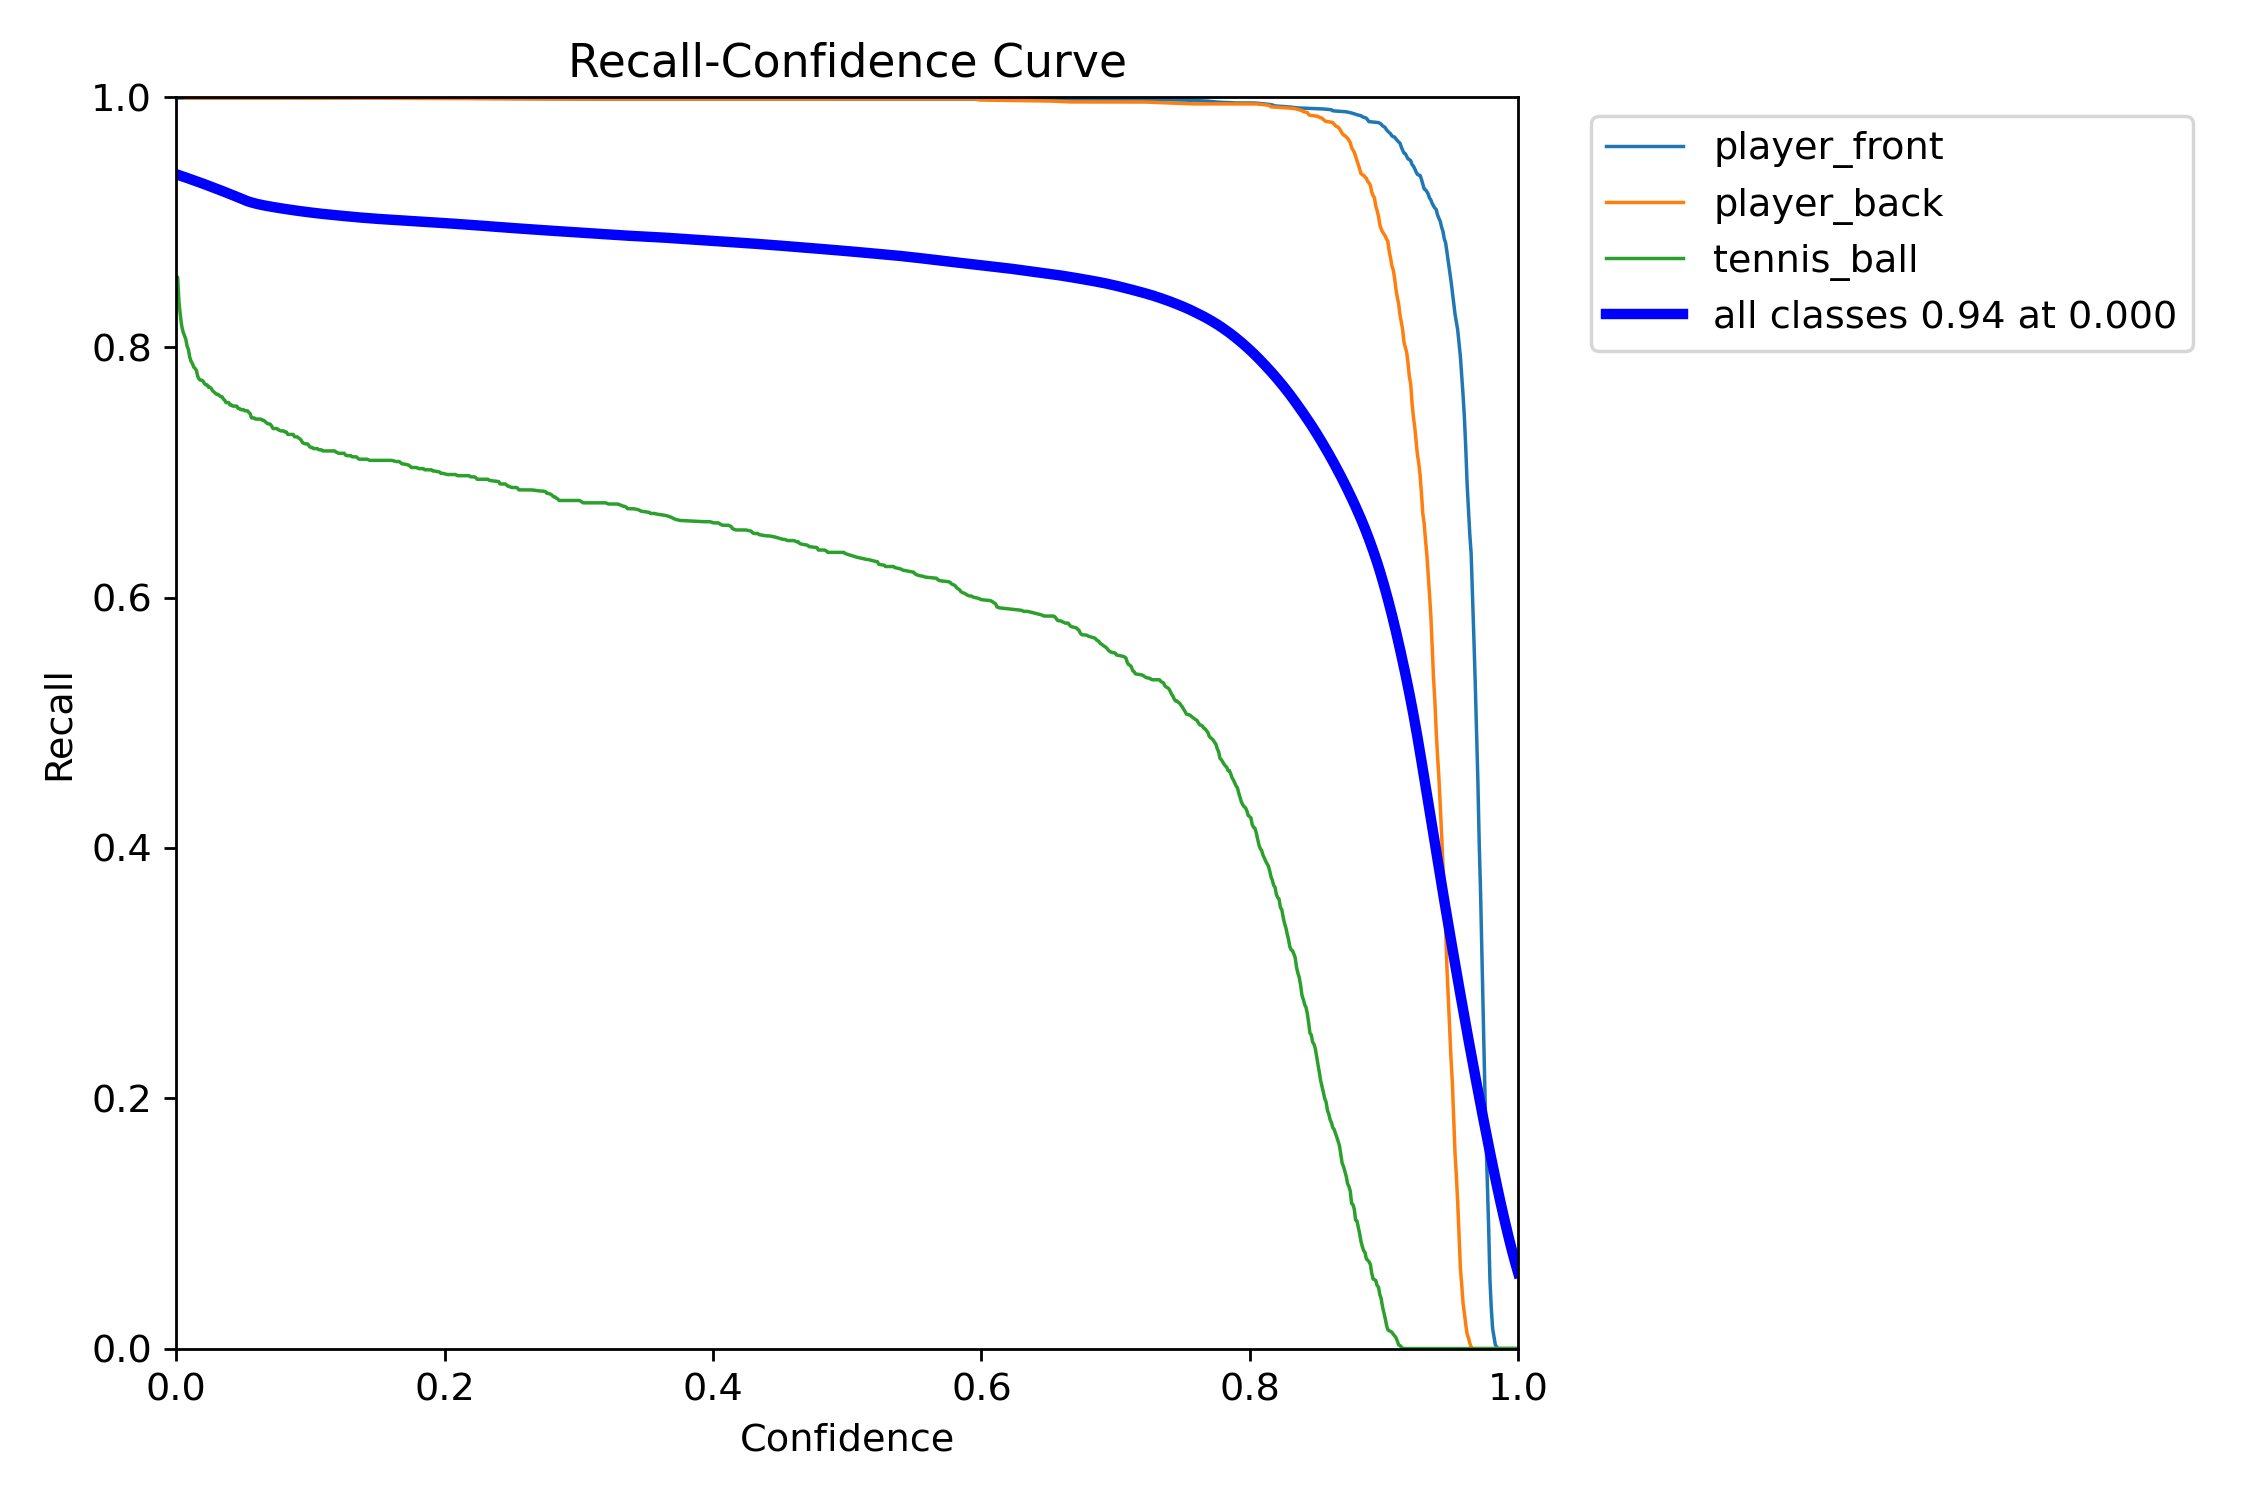 Recall-Confidence Curve
1.0
0.8
0.6
0.4
0.2
0.0
Recall
0.0 0.2 0.4 0.6 0.8 1.0
Confidence
player_front
player_back
tennis_ball
all classes 0.94 at 0.000